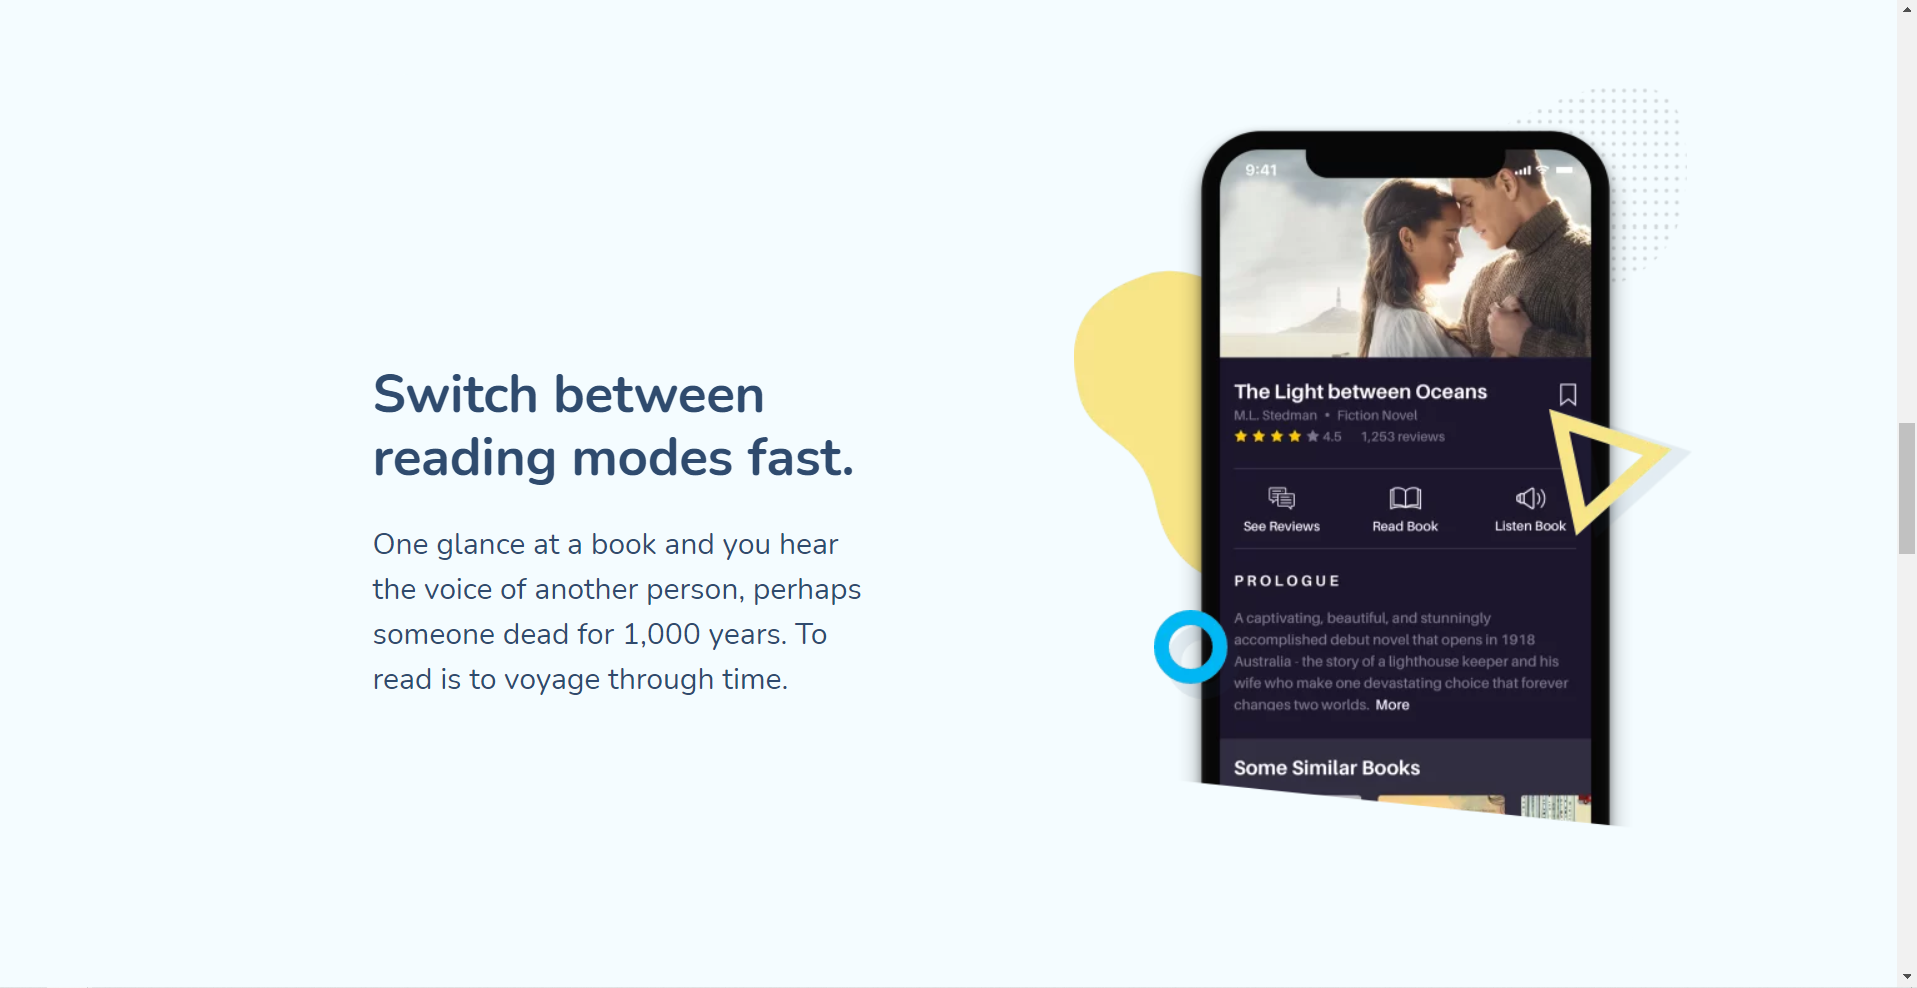 Switch between
reading modes fast.
One glance at a book and you hear
the voice of another person, perhaps
someone dead for 1,000 years. To
read is to voyage through time.
9:41
The Light between Oceans
M.L. Stedman • Fiction Novel
4.5 1,253 reviews
See Reviews Read Book Listen Book
PROLOGUE
A captivating, beautiful, and stunningly
accomplished debut novel that opens in 1918
Australia - the story of a lighthouse keeper and his
wife who make one devastating choice that forever
changes two worlds. More
Some Similar Books